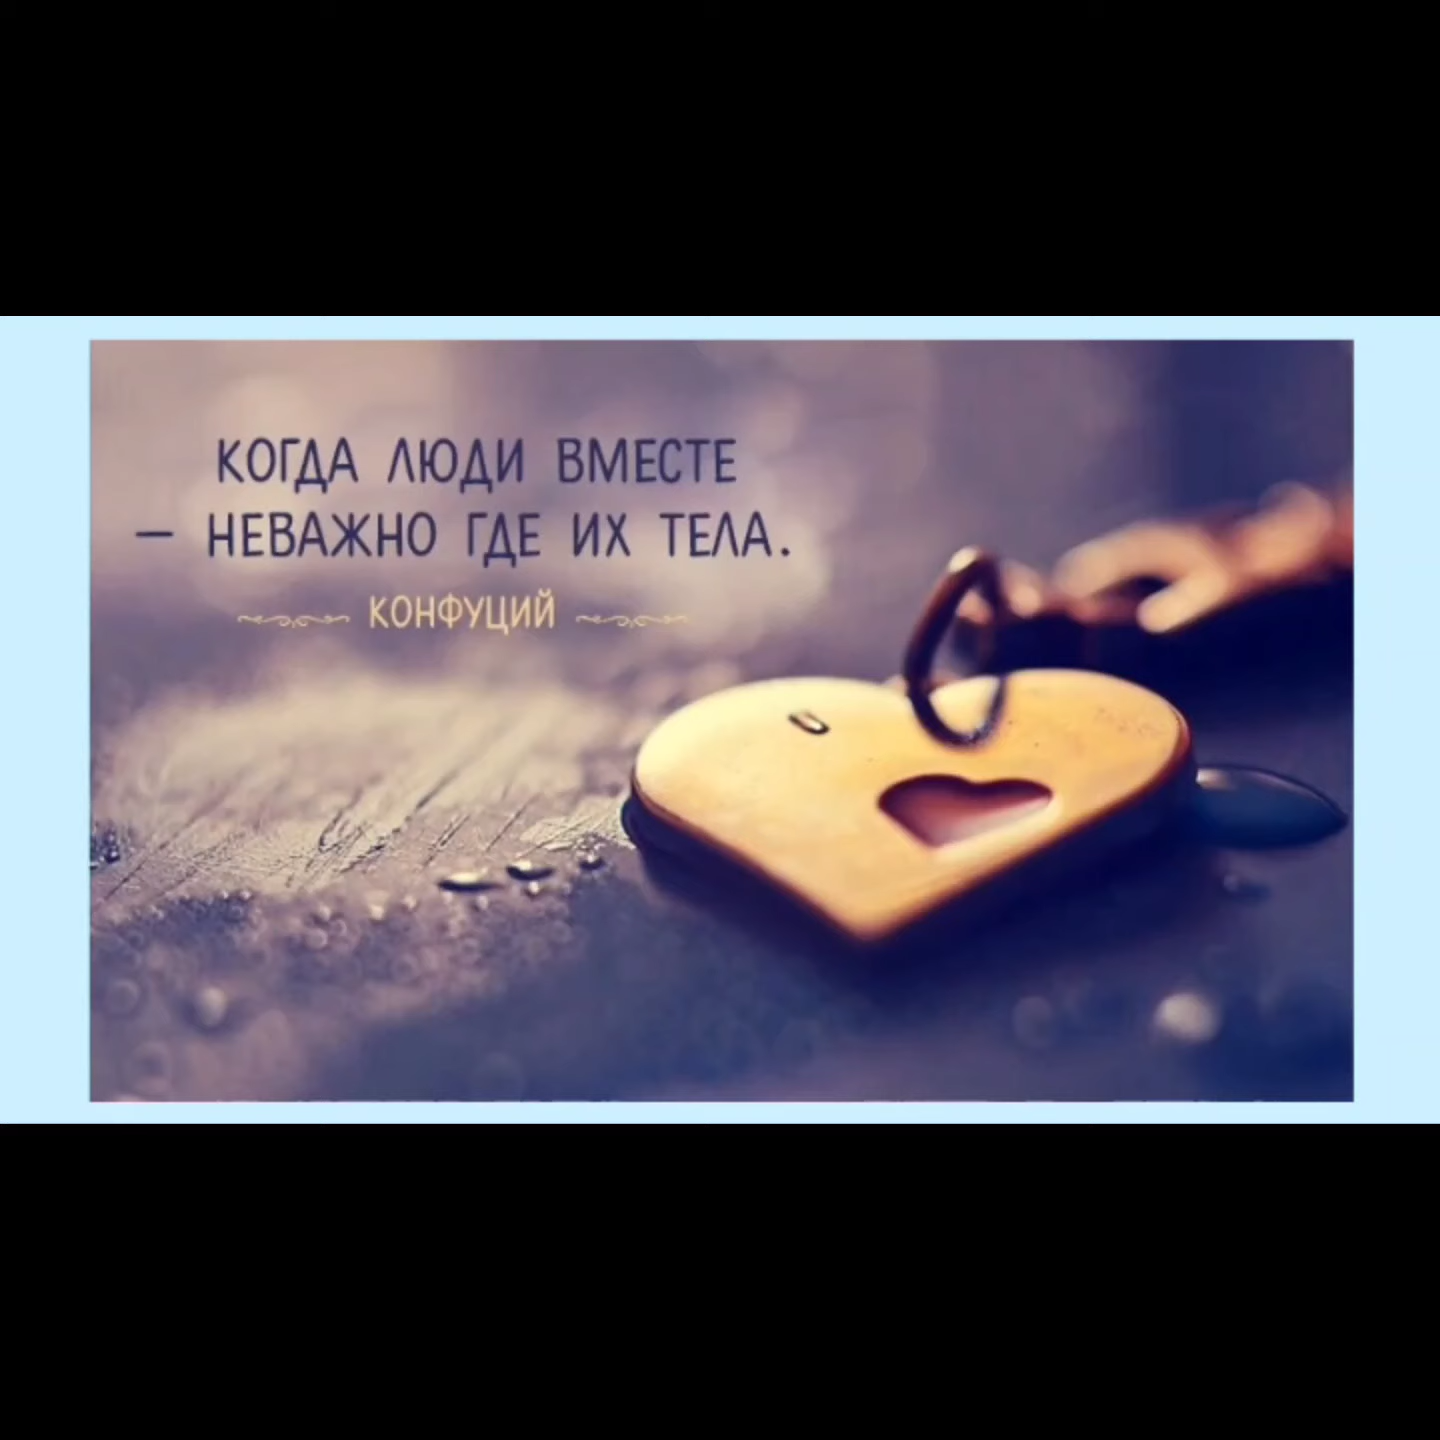 КОГДА ЛЮДИ ВМЕСТЕ
— НЕВАЖНО ГДЕ ИХ ТЕЛА.
КОНФУЦИЙ